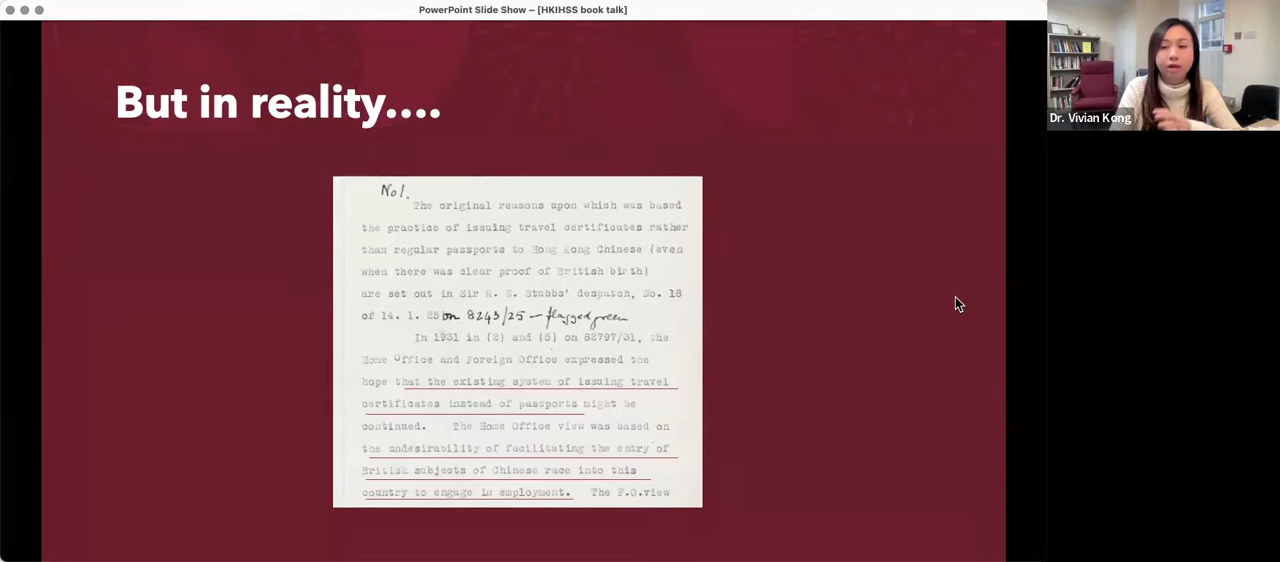 PowerPoint Slide Show – [HKIHSS book talk]
But in reality....
No1.
The original reasons upon which was based
the practice of issuing travel certificates rather
than regular passports to Hong Kong Chinese (even
when there was clear proof of British birth)
are set out in Sir R. E. Stubbs' despatch, No. 18
of 14. 1. 25 on 8243/25 — flagged green
In 1931 in (2) and (5) on 82797/31, the
Home Office and Foreign Office expressed the
hope that the existing system of issuing travel
certificates instead of passports might be
continued. The Home Office view was based on
the undesirability of facilitating the entry of
British subjects of Chinese race into this
country to engage in employment. The F.O.view
Dr. Vivian Kong